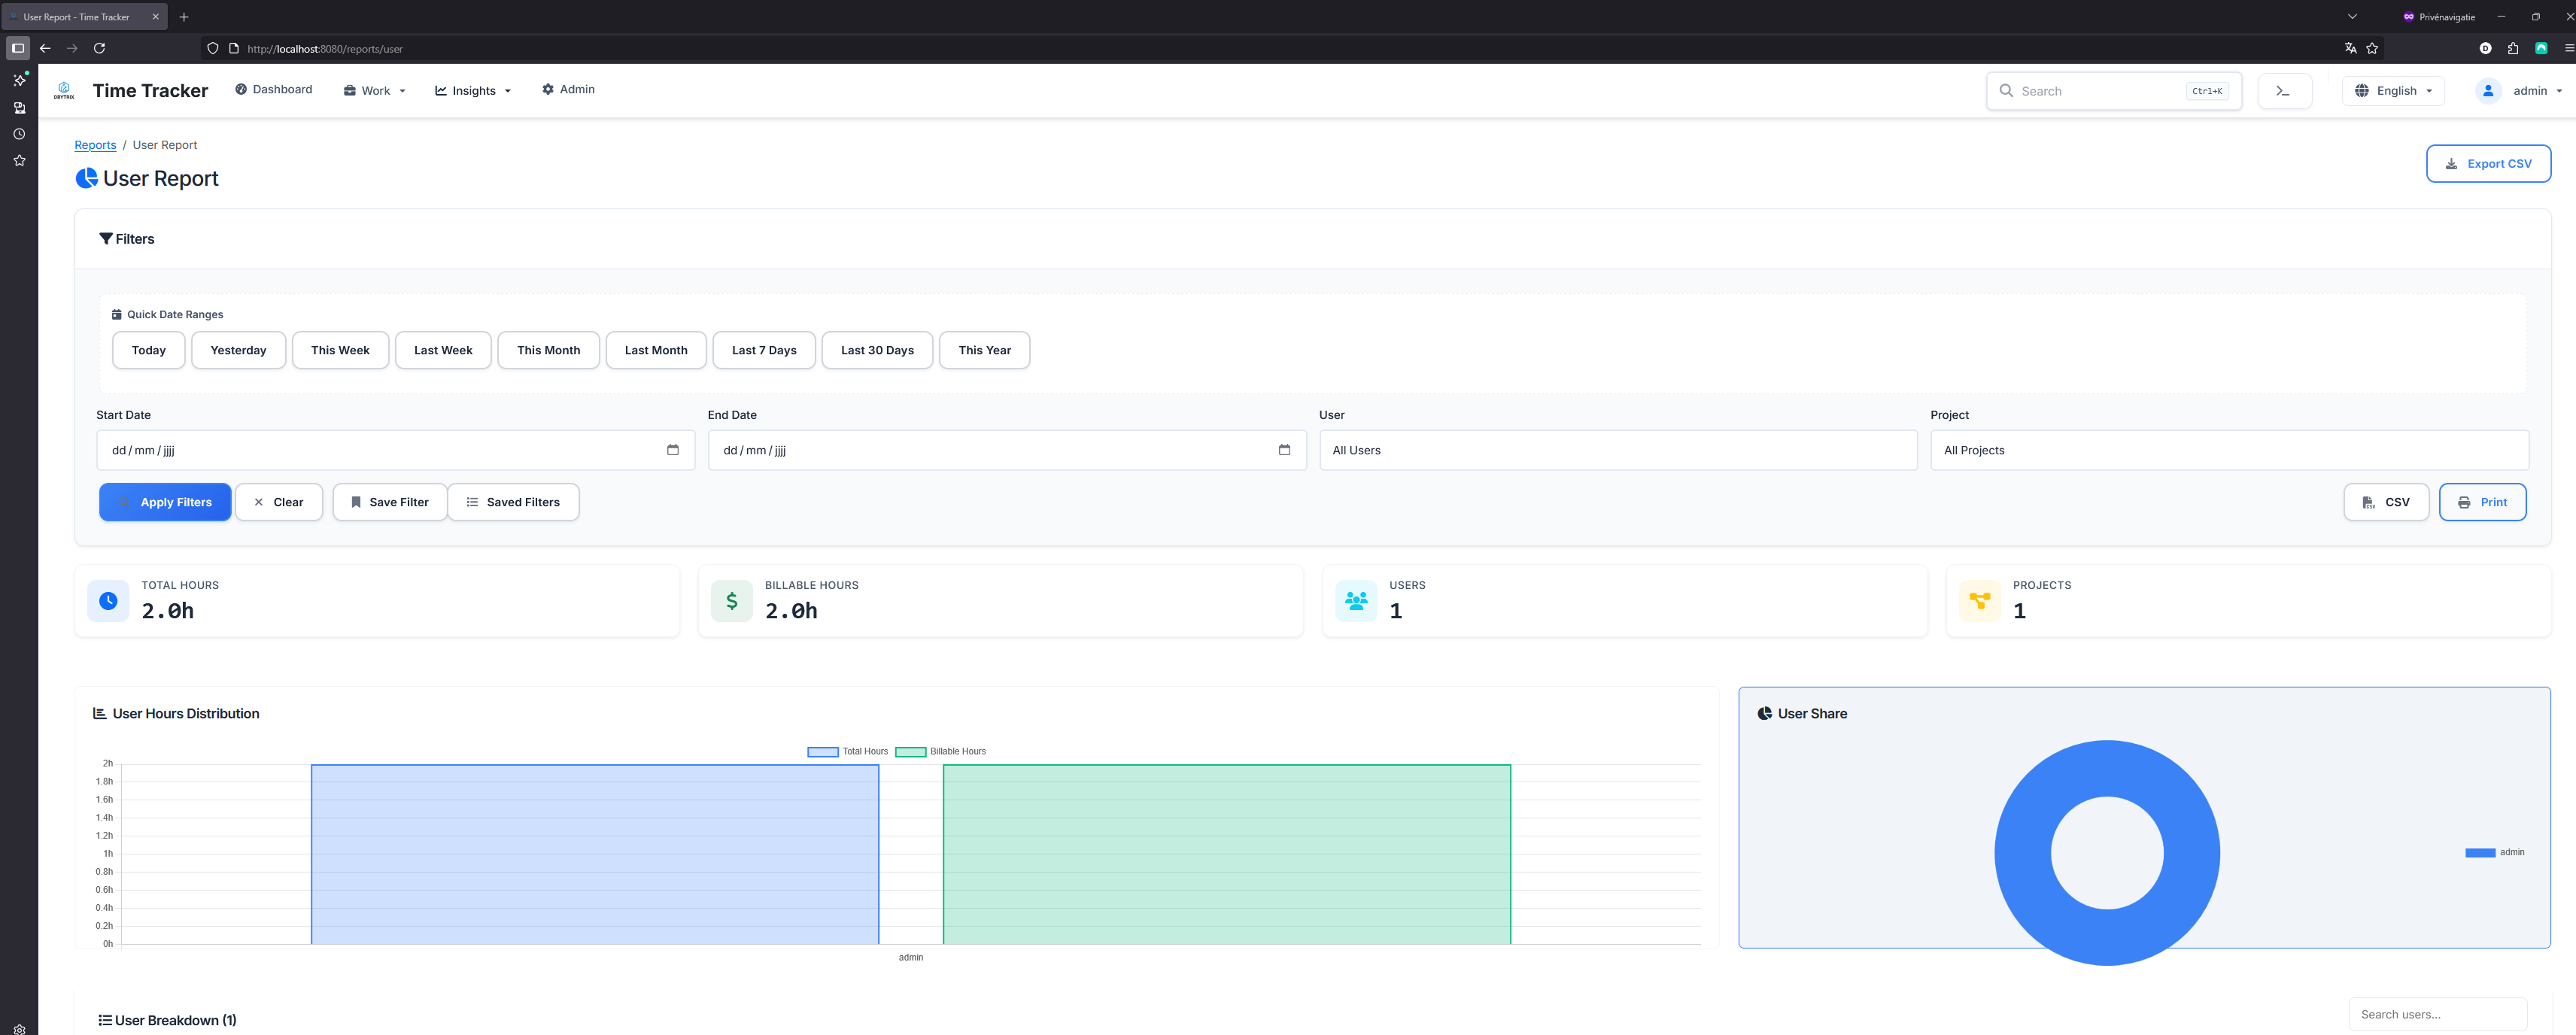 User Report - Time Tracker
Privénavigatie
http://localhost:8080/reports/user
DRYTRIX
Time Tracker
Dashboard
Work
Insights
Admin
Search
Ctrl+K
English
admin
Reports / User Report
User Report
Export CSV
Filters
Quick Date Ranges
Today
Yesterday
This Week
Last Week
This Month
Last Month
Last 7 Days
Last 30 Days
This Year
Start Date
End Date
User
Project
dd/mm/jjjj
dd/mm/jjjj
All Users
All Projects
Apply Filters
Clear
Save Filter
Saved Filters
CSV
Print
TOTAL HOURS
2.0h
BILLABLE HOURS
2.0h
USERS
1
PROJECTS
1
User Hours Distribution
Total Hours
Billable Hours
2h
1.8h
1.6h
1.4h
1.2h
1h
0.8h
0.6h
0.4h
0.2h
0h
admin
User Share
admin
User Breakdown (1)
Search users...